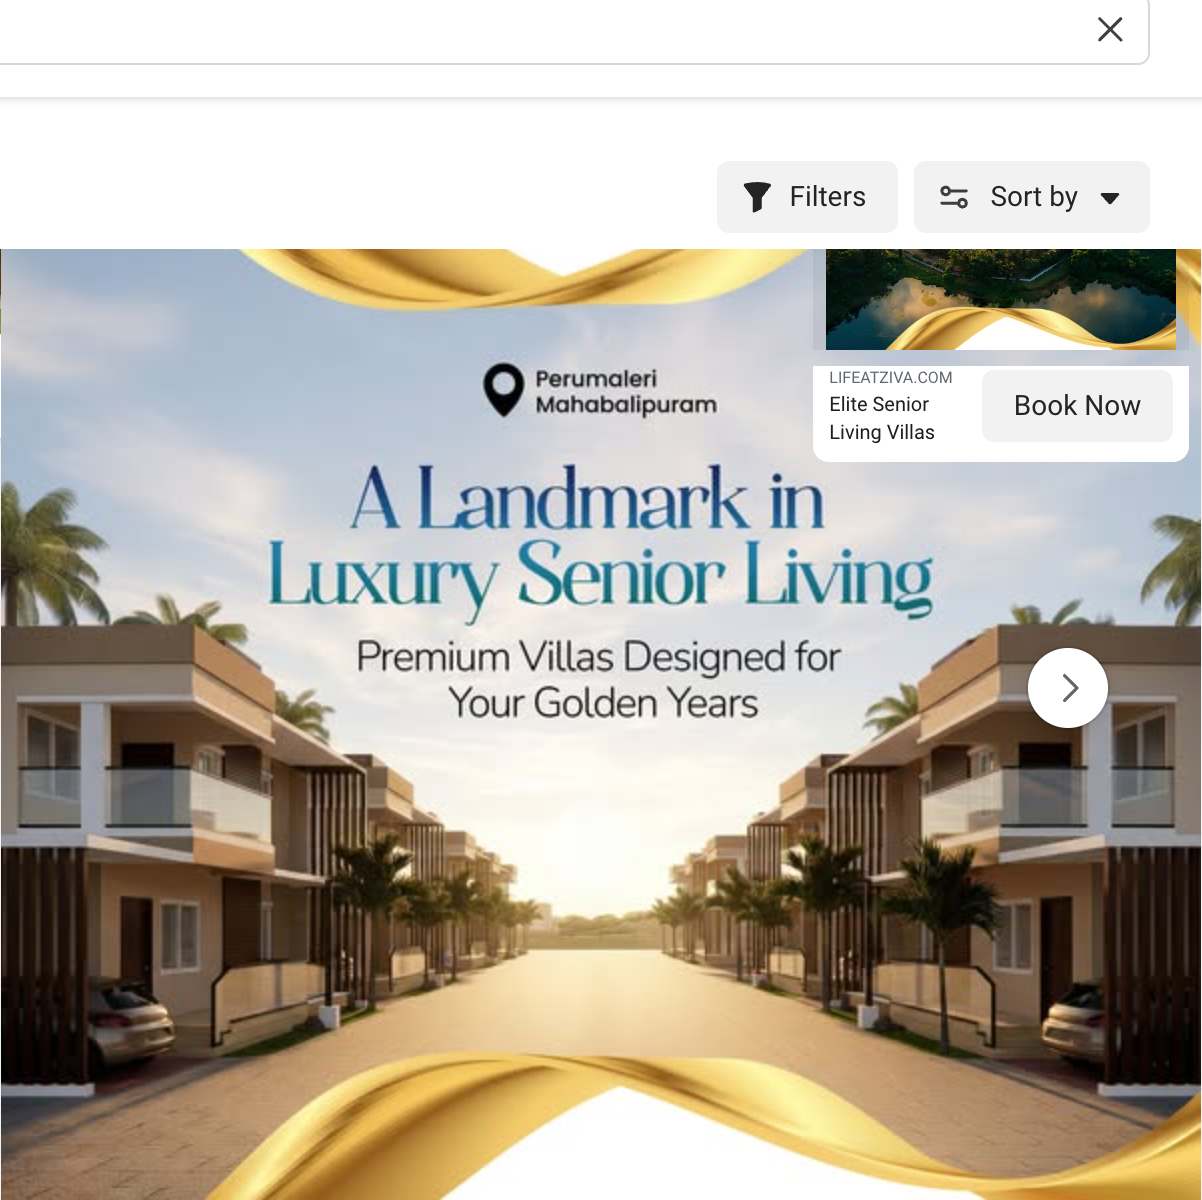 Filters
Sort by
Perumaleri
Mahabalipuram
LIFEATZIVA.COM
Elite Senior
Living Villas
Book Now
A Landmark in
Luxury Senior Living
Premium Villas Designed for
Your Golden Years